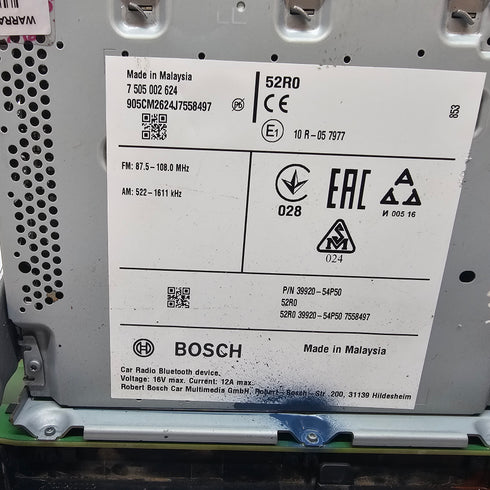 WARRA
LC
Made in Malaysia
7 505 002 624
905CM2624J7558497
52R0
CE
E1
10 R-05 7977
853
FM: 87.5-108.0 MHz
AM: 522-1611 kHz
028
EAC
И 005 16
024
P/N 39920-54P50
52R0
52R0 39920-54P50 7558497
BOSCH
Made in Malaysia
Car Radio Bluetooth device.
Voltage: 16V max. Current: 12A max.
Robert Bosch Car Multimedia GmbH, Robert-Bosch-Str.200, 31139 Hildesheim